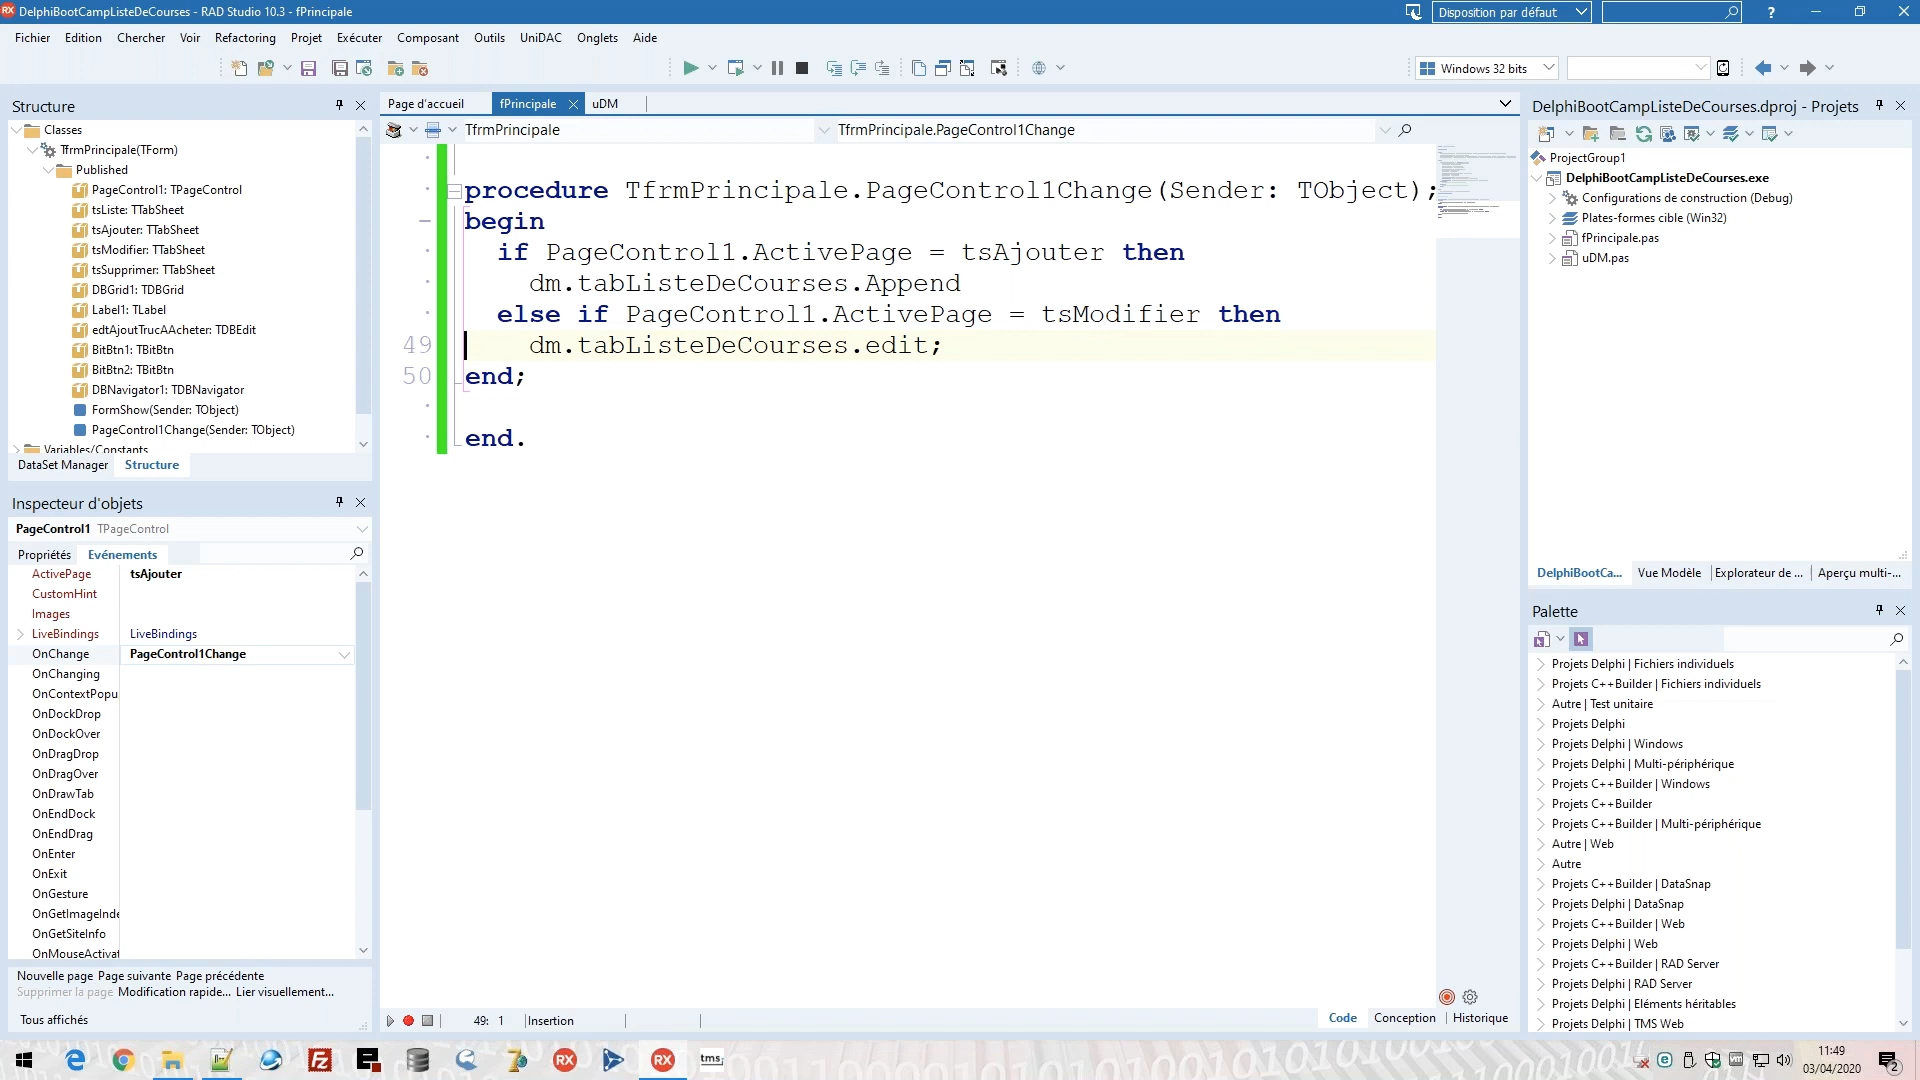 DelphiBootCampListeDeCourses - RAD Studio 10.3 - fPrincipale
Disposition par défaut
?
Fichier Edition Chercher Voir Refactoring Projet Exécuter Composant Outils UniDAC Onglets Aide
Windows 32 bits
Structure
Classes
TfrmPrincipale(TForm)
Published
PageControl1: TPageControl
tsListe: TTabSheet
tsAjouter: TTabSheet
tsModifier: TTabSheet
tsSupprimer: TTabSheet
DBGrid1: TDBGrid
Label1: TLabel
edtAjoutTrucAAcheter: TDBEdit
BitBtn1: TBitBtn
BitBtn2: TBitBtn
DBNavigator1: TDBNavigator
FormShow(Sender: TObject)
PageControl1Change(Sender: TObject)
Variables/Constants
DataSet Manager Structure
Inspecteur d'objets
PageControl1 TPageControl
Propriétés Evénements
ActivePage tsAjouter
CustomHint
Images
LiveBindings LiveBindings
OnChange PageControl1Change
OnChanging
OnContextPopu
OnDockDrop
OnDockOver
OnDragDrop
OnDragOver
OnDrawTab
OnEndDock
OnEndDrag
OnEnter
OnExit
OnGesture
OnGetImageInde
OnGetSiteInfo
OnMouseActivat
Nouvelle page Page suivante Page précédente
Supprimer la page Modification rapide... Lier visuellement...
Tous affichés
Page d'accueil fPrincipale uDM
TfrmPrincipale TfrmPrincipale.PageControl1Change
procedure TfrmPrincipale.PageControl1Change(Sender: TObject);
begin
if PageControl1.ActivePage = tsAjouter then
dm.tabListeDeCourses.Append
else if PageControl1.ActivePage = tsModifier then
49 dm.tabListeDeCourses.edit;
50 end;
end.
49: 1 Insertion
Code Conception Historique
DelphiBootCampListeDeCourses.dproj - Projets
ProjectGroup1
DelphiBootCampListeDeCourses.exe
Configurations de construction (Debug)
Plates-formes cible (Win32)
fPrincipale.pas
uDM.pas
DelphiBootCa... Vue Modèle Explorateur de ... Aperçu multi-...
Palette
Projets Delphi | Fichiers individuels
Projets C++Builder | Fichiers individuels
Autre | Test unitaire
Projets Delphi
Projets Delphi | Windows
Projets Delphi | Multi-périphérique
Projets C++Builder | Windows
Projets C++Builder
Projets C++Builder | Multi-périphérique
Autre | Web
Autre
Projets C++Builder | DataSnap
Projets Delphi | DataSnap
Projets C++Builder | Web
Projets Delphi | Web
Projets C++Builder | RAD Server
Projets Delphi | RAD Server
Projets Delphi | Eléments héritables
Projets Delphi | TMS Web
RX RX tms
11:49
03/04/2020
2